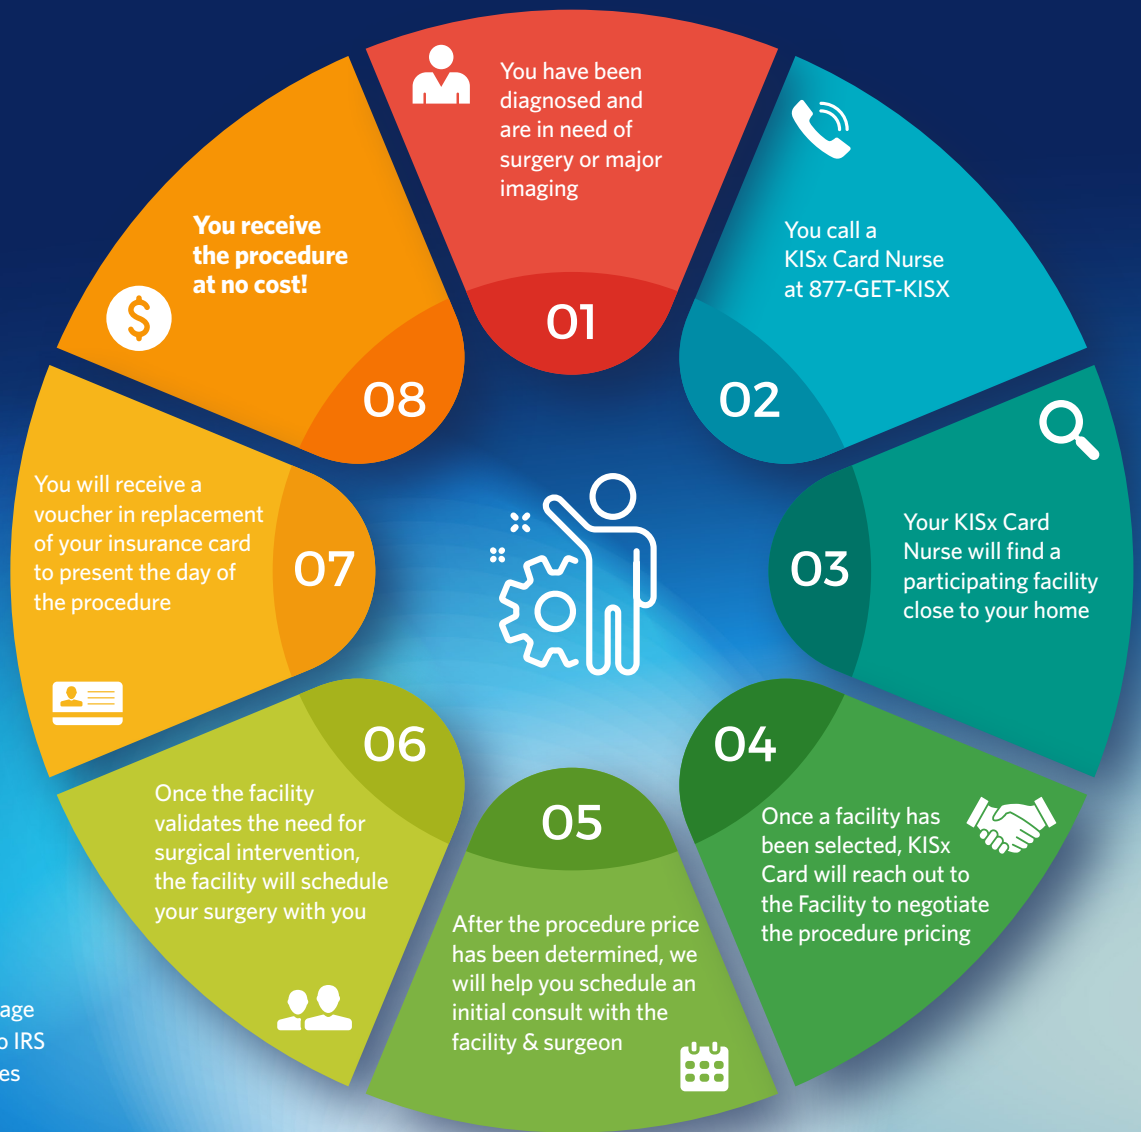 01
You have been
diagnosed and
are in need of
surgery or major
imaging
02
You call a
KISx Card Nurse
at 877-GET-KISX
03
Your KISx Card
Nurse will find a
participating facility
close to your home
04
Once a facility has
been selected, KISx
Card will reach out to
the Facility to negotiate
the procedure pricing
05
After the procedure price
has been determined, we
will help you schedule an
initial consult with the
facility & surgeon
06
Once the facility
validates the need for
surgical intervention,
the facility will schedule
your surgery with you
07
You will receive a
voucher in replacement
of your insurance card
to present the day of
the procedure
08
You receive
the procedure
at no cost!
IRS